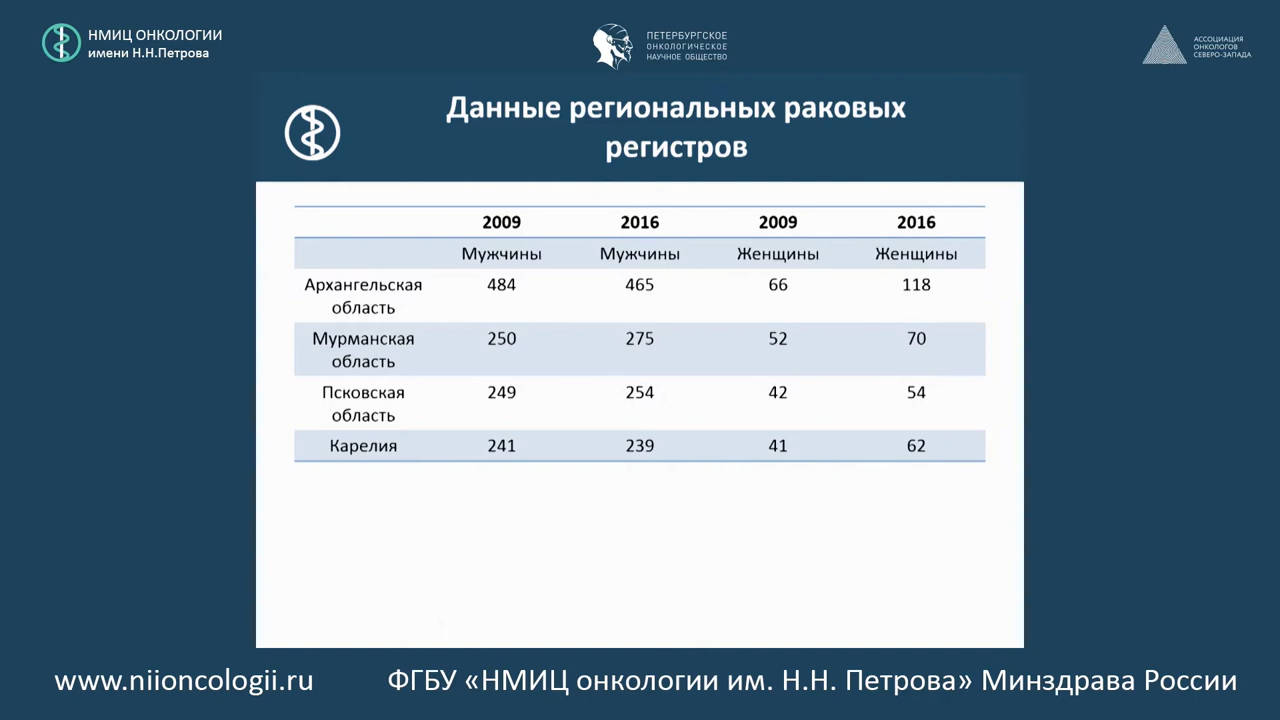 НМИЦ ОНКОЛОГИИ
имени Н.Н.Петрова
ПЕТЕРБУРГСКОЕ
ОНКОЛОГИЧЕСКОЕ
НАУЧНОЕ ОБЩЕСТВО
АССОЦИАЦИЯ
ОНКОЛОГОВ
СЕВЕРО-ЗАПАДА
Данные региональных раковых
регистров
2009 2016 2009 2016
Мужчины Мужчины Женщины Женщины
Архангельская область 484 465 66 118
Мурманская область 250 275 52 70
Псковская область 249 254 42 54
Карелия 241 239 41 62
www.niioncologii.ru ФГБУ «НМИЦ онкологии им. Н.Н. Петрова» Минздрава России